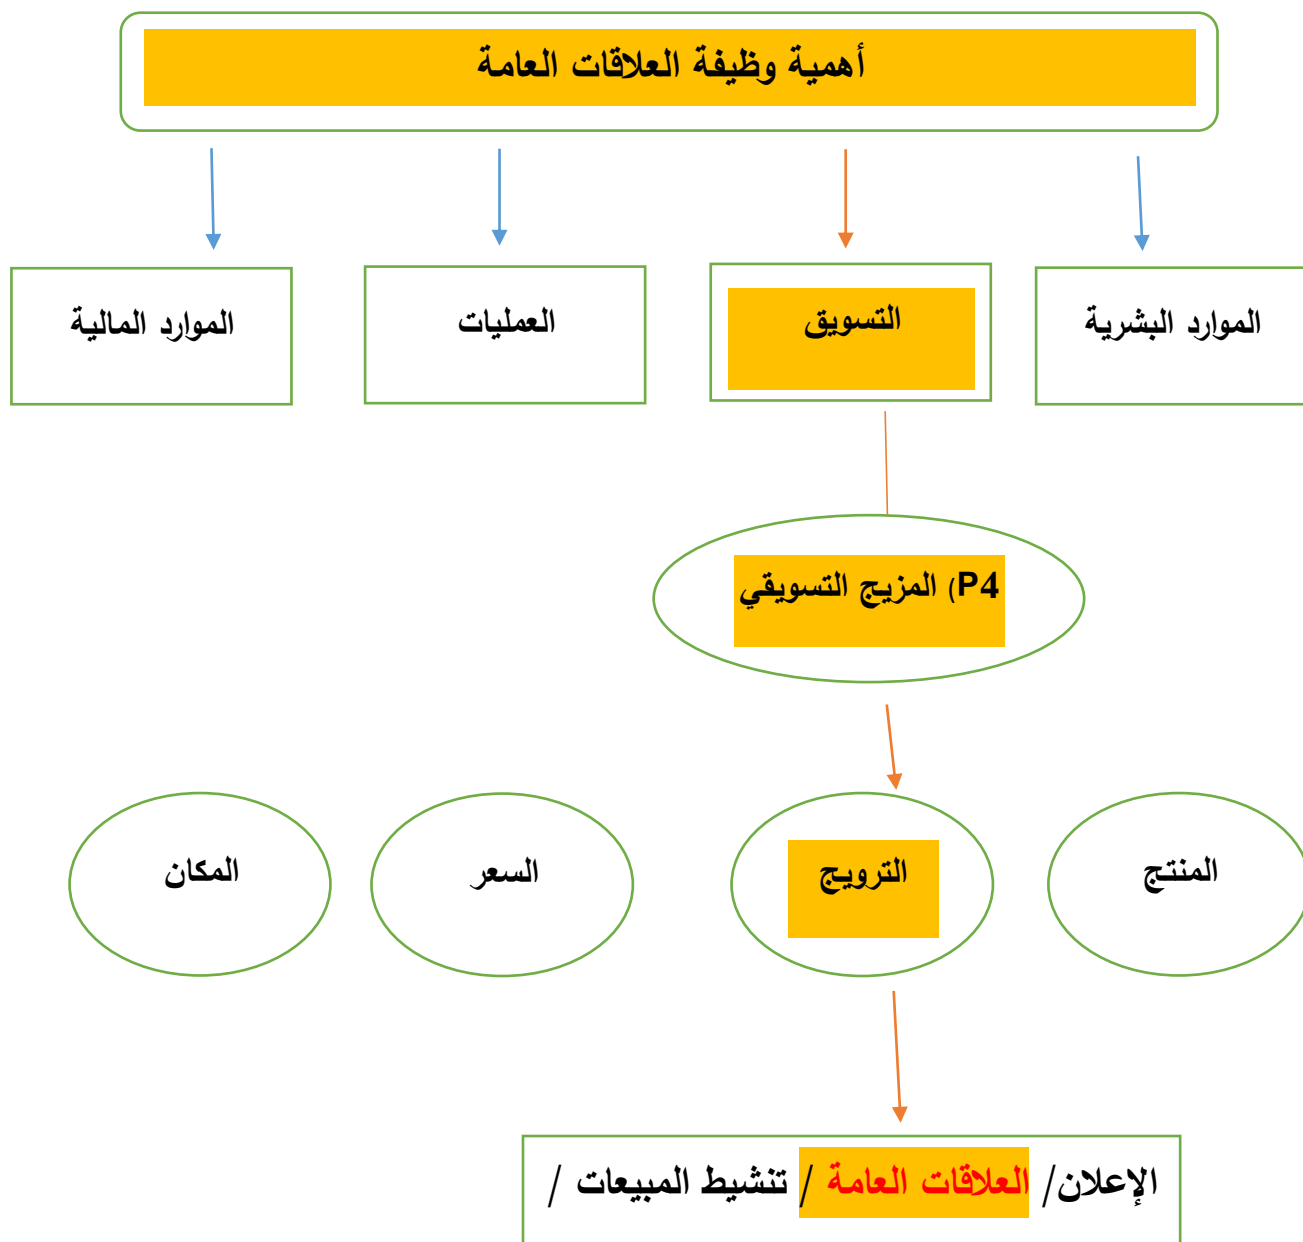 أهمية وظيفة العلاقات العامة
الموارد البشرية
التسويق
العمليات
الموارد المالية
P4) المزيج التسويقي
المنتج
الترويج
السعر
المكان
الإعلان/ العلاقات العامة / تنشيط المبيعات /